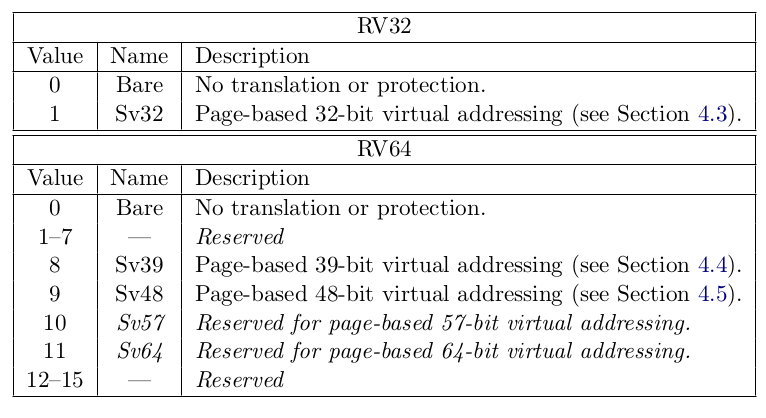 RV32
Value Name Description
0 Bare No translation or protection.
1 Sv32 Page-based 32-bit virtual addressing (see Section 4.3).
RV64
Value Name Description
0 Bare No translation or protection.
1–7 — Reserved
8 Sv39 Page-based 39-bit virtual addressing (see Section 4.4).
9 Sv48 Page-based 48-bit virtual addressing (see Section 4.5).
10 Sv57 Reserved for page-based 57-bit virtual addressing.
11 Sv64 Reserved for page-based 64-bit virtual addressing.
12–15 — Reserved